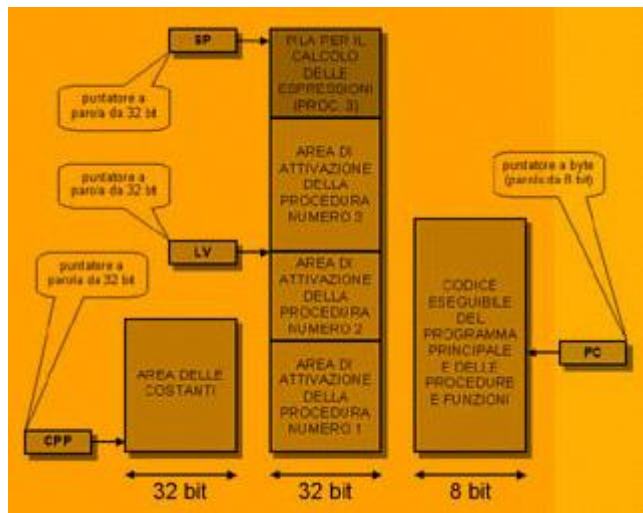 SP
puntatore a
parola da 32 bit
PILA PER IL
CALCOLO
DELLE
ESPRESSIONI
(PROC. 3)
puntatore a
parola da 32 bit
LV
AREA DI
ATTIVAZIONE
DELLA
PROCEDURA
NUMERO 3
puntatore a byte
(parola da 8 bit)
puntatore a
parola da 32 bit
AREA DI
ATTIVAZIONE
DELLA
PROCEDURA
NUMERO 2
CODICE
ESEGUIBILE
DEL
PROGRAMMA
PRINCIPALE
E DELLE
PROCEDURE
E FUNZIONI
PC
AREA DELLE
COSTANTI
AREA DI
ATTIVAZIONE
DELLA
PROCEDURA
NUMERO 1
CPP
32 bit
32 bit
8 bit